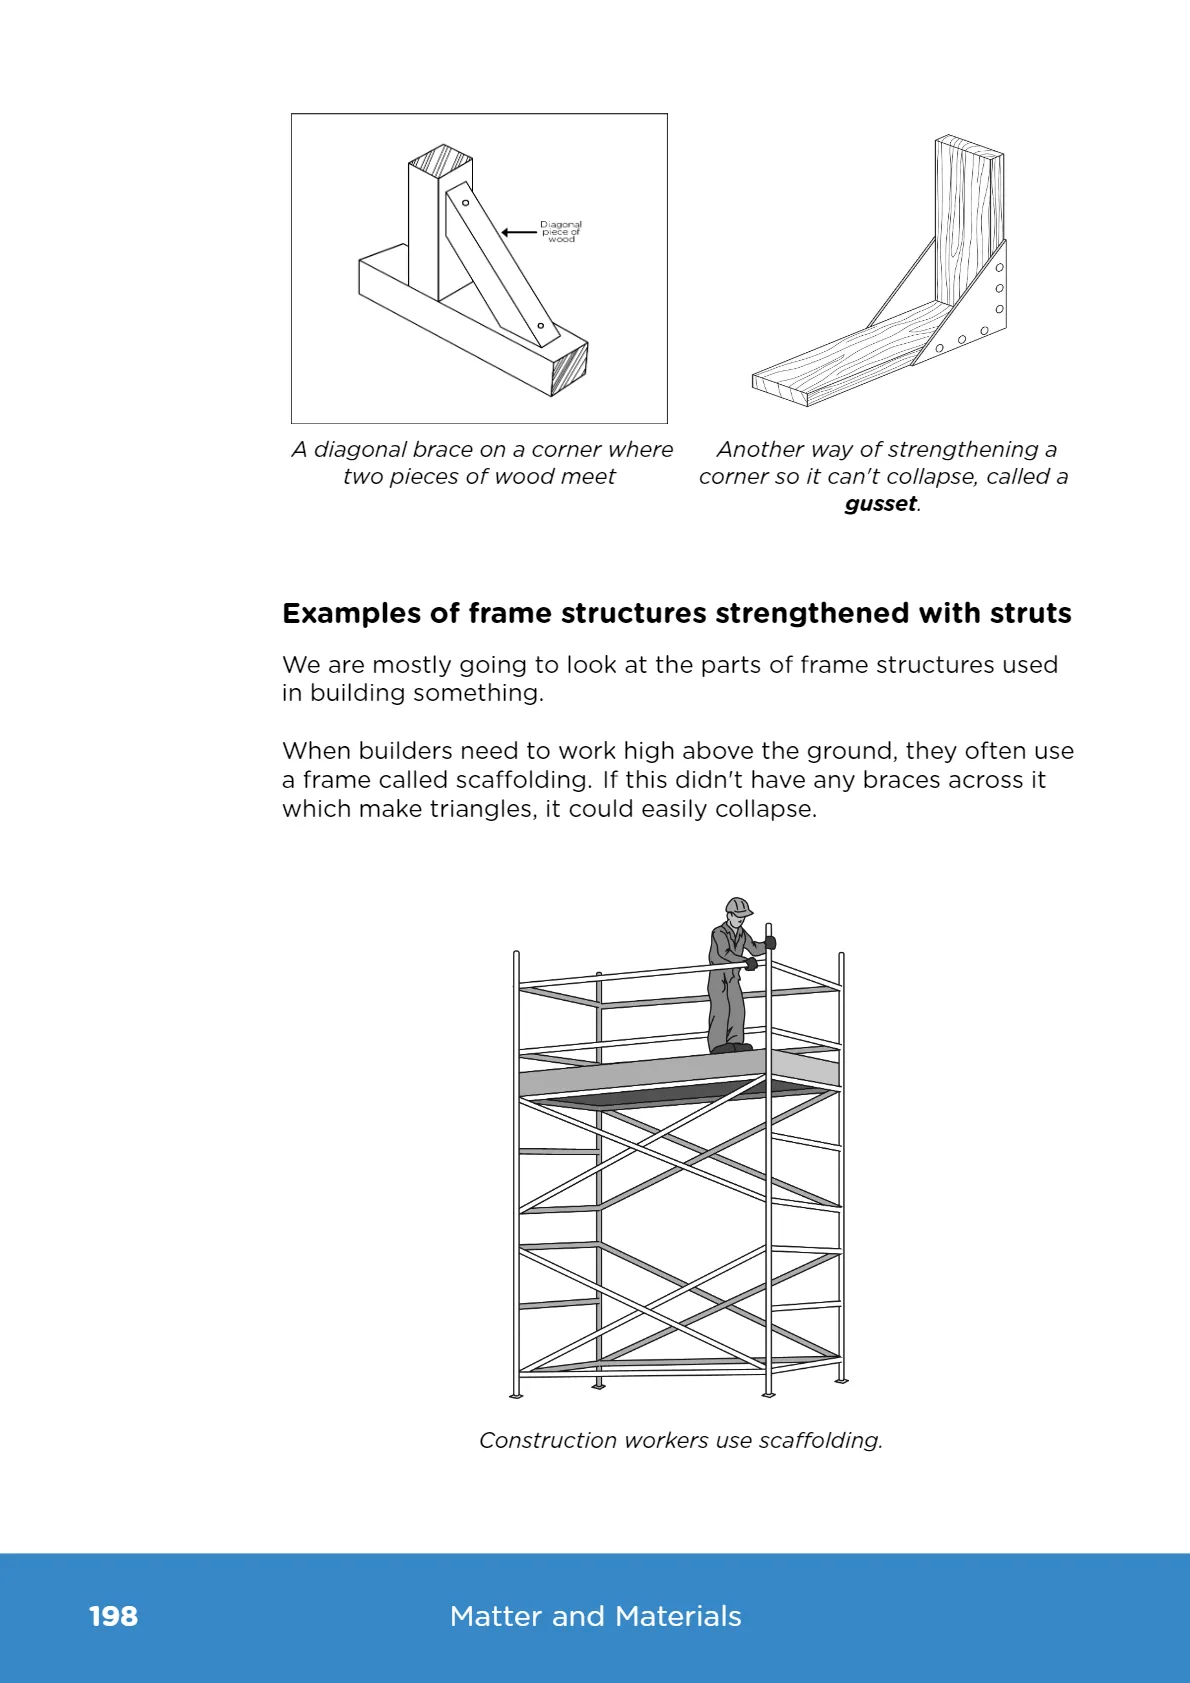 Diagonal
piece of
wood
A diagonal brace on a corner where
two pieces of wood meet
Another way of strengthening a
corner so it can't collapse, called a
gusset.
Examples of frame structures strengthened with struts
We are mostly going to look at the parts of frame structures used
in building something.
When builders need to work high above the ground, they often use
a frame called scaffolding. If this didn't have any braces across it
which make triangles, it could easily collapse.
Construction workers use scaffolding.
198
Matter and Materials